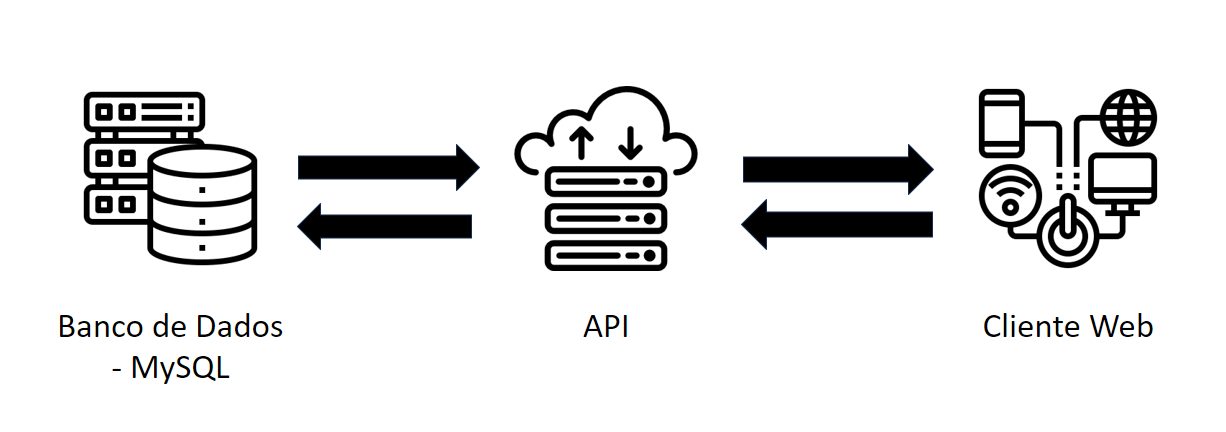 Banco de Dados
- MySQL
API
Cliente Web